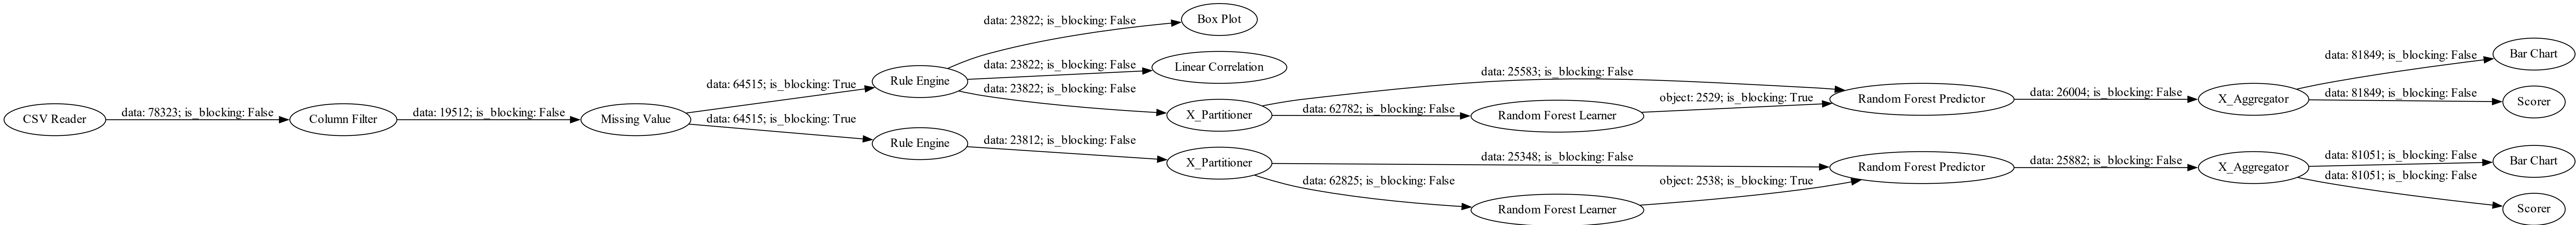 CSV Reader
data: 78323; is_blocking: False
Column Filter
data: 19512; is_blocking: False
Missing Value
data: 64515; is_blocking: True
data: 64515; is_blocking: True
Rule Engine
data: 23822; is_blocking: False
data: 23822; is_blocking: False
data: 23822; is_blocking: False
Box Plot
Linear Correlation
X_Partitioner
data: 25583; is_blocking: False
data: 62782; is_blocking: False
Random Forest Learner
object: 2529; is_blocking: True
Random Forest Predictor
data: 26004; is_blocking: False
X_Aggregator
data: 81849; is_blocking: False
data: 81849; is_blocking: False
Bar Chart
Scorer
Rule Engine
data: 23812; is_blocking: False
X_Partitioner
data: 25348; is_blocking: False
data: 62825; is_blocking: False
Random Forest Learner
object: 2538; is_blocking: True
Random Forest Predictor
data: 25882; is_blocking: False
X_Aggregator
data: 81051; is_blocking: False
data: 81051; is_blocking: False
Bar Chart
Scorer